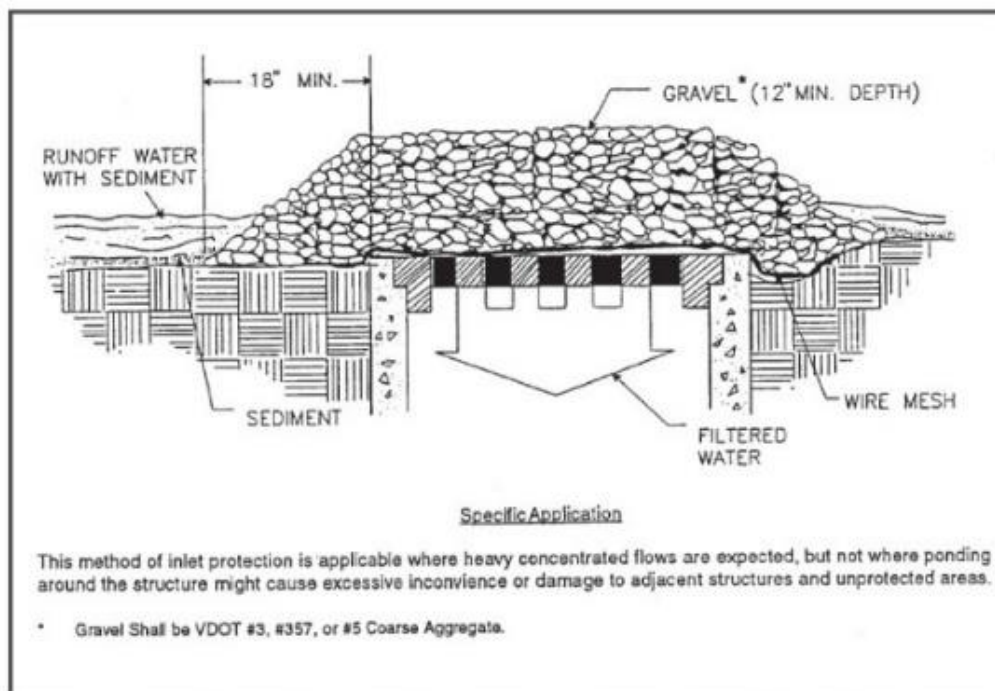 18" MIN.
GRAVEL* (12" MIN. DEPTH)
RUNOFF WATER
WITH SEDIMENT
SEDIMENT
WIRE MESH
FILTERED
WATER
Specific Application
This method of inlet protection is applicable where heavy concentrated flows are expected, but not where ponding
around the structure might cause excessive inconvience or damage to adjacent structures and unprotected areas.
* Gravel Shall be VDOT #3, #357, or #5 Coarse Aggregate.